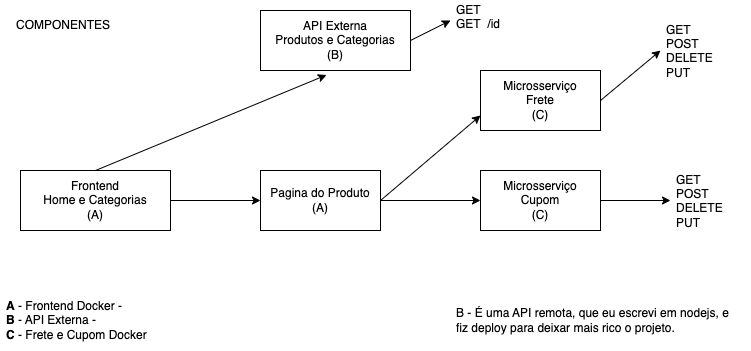 COMPONENTES
API Externa
Produtos e Categorias
(B)
GET
GET  /id
GET
POST
DELETE
PUT
Microsserviço
Frete
(C)
Frontend
Home e Categorias
(A)
Pagina do Produto
(A)
Microsserviço
Cupom
(C)
GET
POST
DELETE
PUT
A - Frontend Docker -
B - API Externa -
C - Frete e Cupom Docker
B - É uma API remota, que eu escrevi em nodejs, e
fiz deploy para deixar mais rico o projeto.